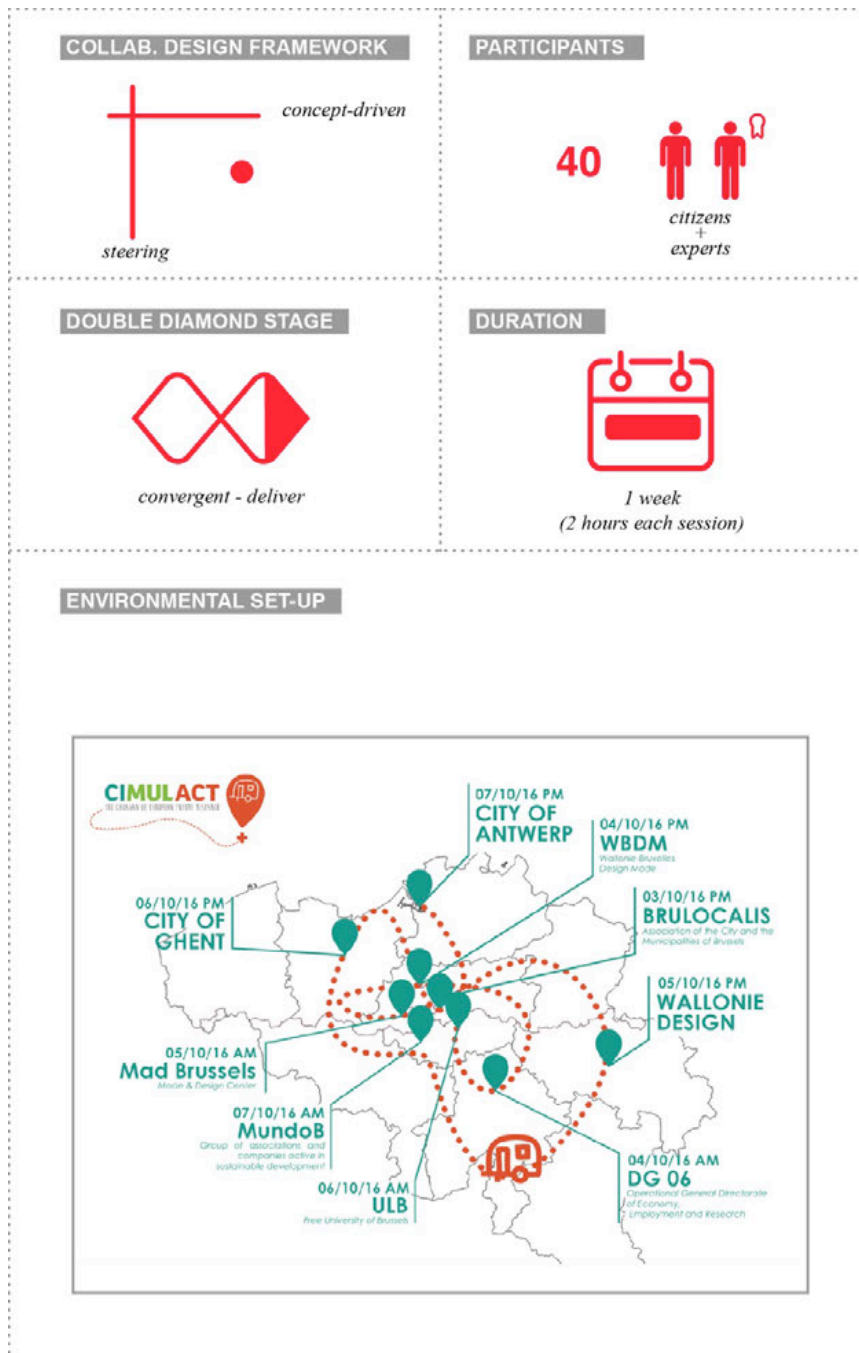 COLLAB. DESIGN FRAMEWORK
concept-driven
steering
PARTICIPANTS
40
citizens
+
experts
DOUBLE DIAMOND STAGE
convergent - deliver
DURATION
1 week
(2 hours each session)
ENVIRONMENTAL SET-UP
CIMULACT
THE CARAVAN OF EUROPEAN FUTURE RESEARCH
07/10/16 PM
CITY OF
ANTWERP
04/10/16 PM
WBDM
Wallonie Bruxelles
Design Mode
06/10/16 PM
CITY OF
GHENT
03/10/16 PM
BRULOCALIS
Association of the City and the
Municipalities of Brussels
05/10/16 PM
WALLONIE
DESIGN
05/10/16 AM
Mad Brussels
Mode & Design Center
07/10/16 AM
MundoB
Group of associations and
companies active in
sustainable development
06/10/16 AM
ULB
Free University of Brussels
04/10/16 AM
DG 06
Operational General Directorate
of Economy,
Employment and Research